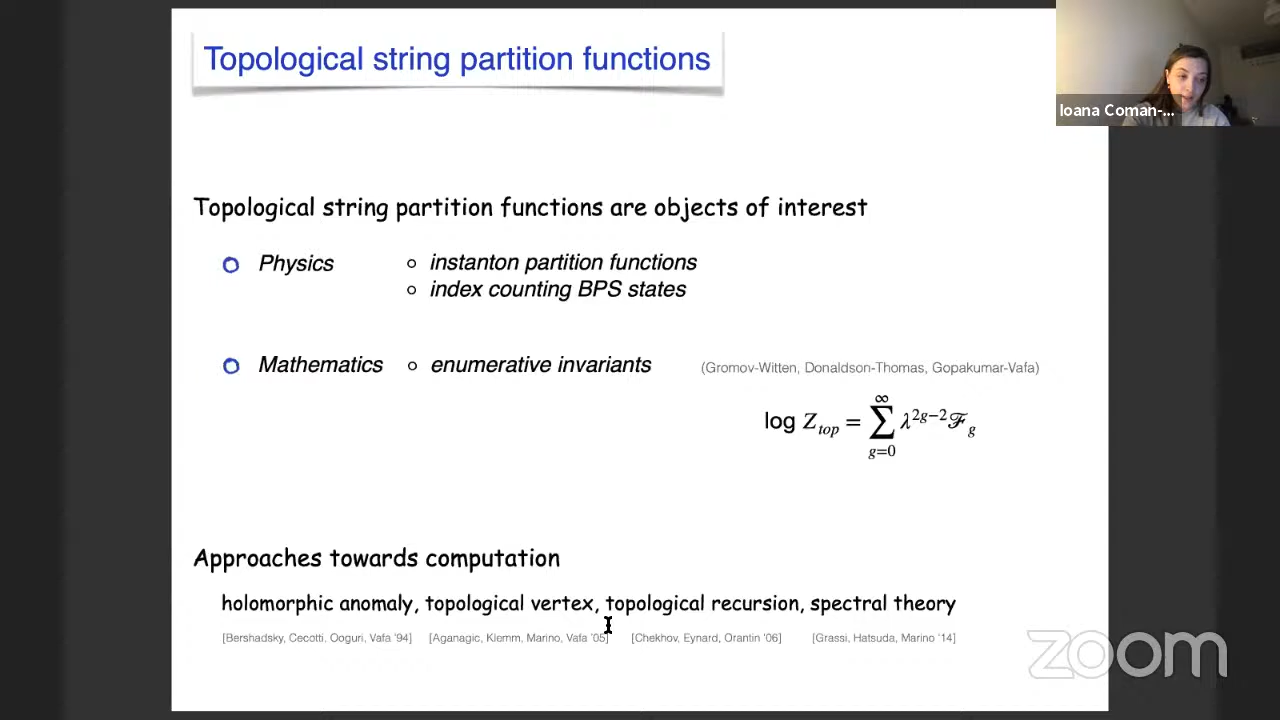 Topological string partition functions
Ioana Coman-...
Topological string partition functions are objects of interest
Physics
instanton partition functions
index counting BPS states
Mathematics
enumerative invariants
(Gromov-Witten, Donaldson-Thomas, Gopakumar-Vafa)
log Z_top = ∑_{g=0}^{∞} λ^{2g−2} ℱ_g
Approaches towards computation
holomorphic anomaly, topological vertex, topological recursion, spectral theory
[Bershadsky, Cecotti, Ooguri, Vafa '94] [Aganagic, Klemm, Marino, Vafa '05] [Chekhov, Eynard, Orantin '06] [Grassi, Hatsuda, Marino '14]
zoom